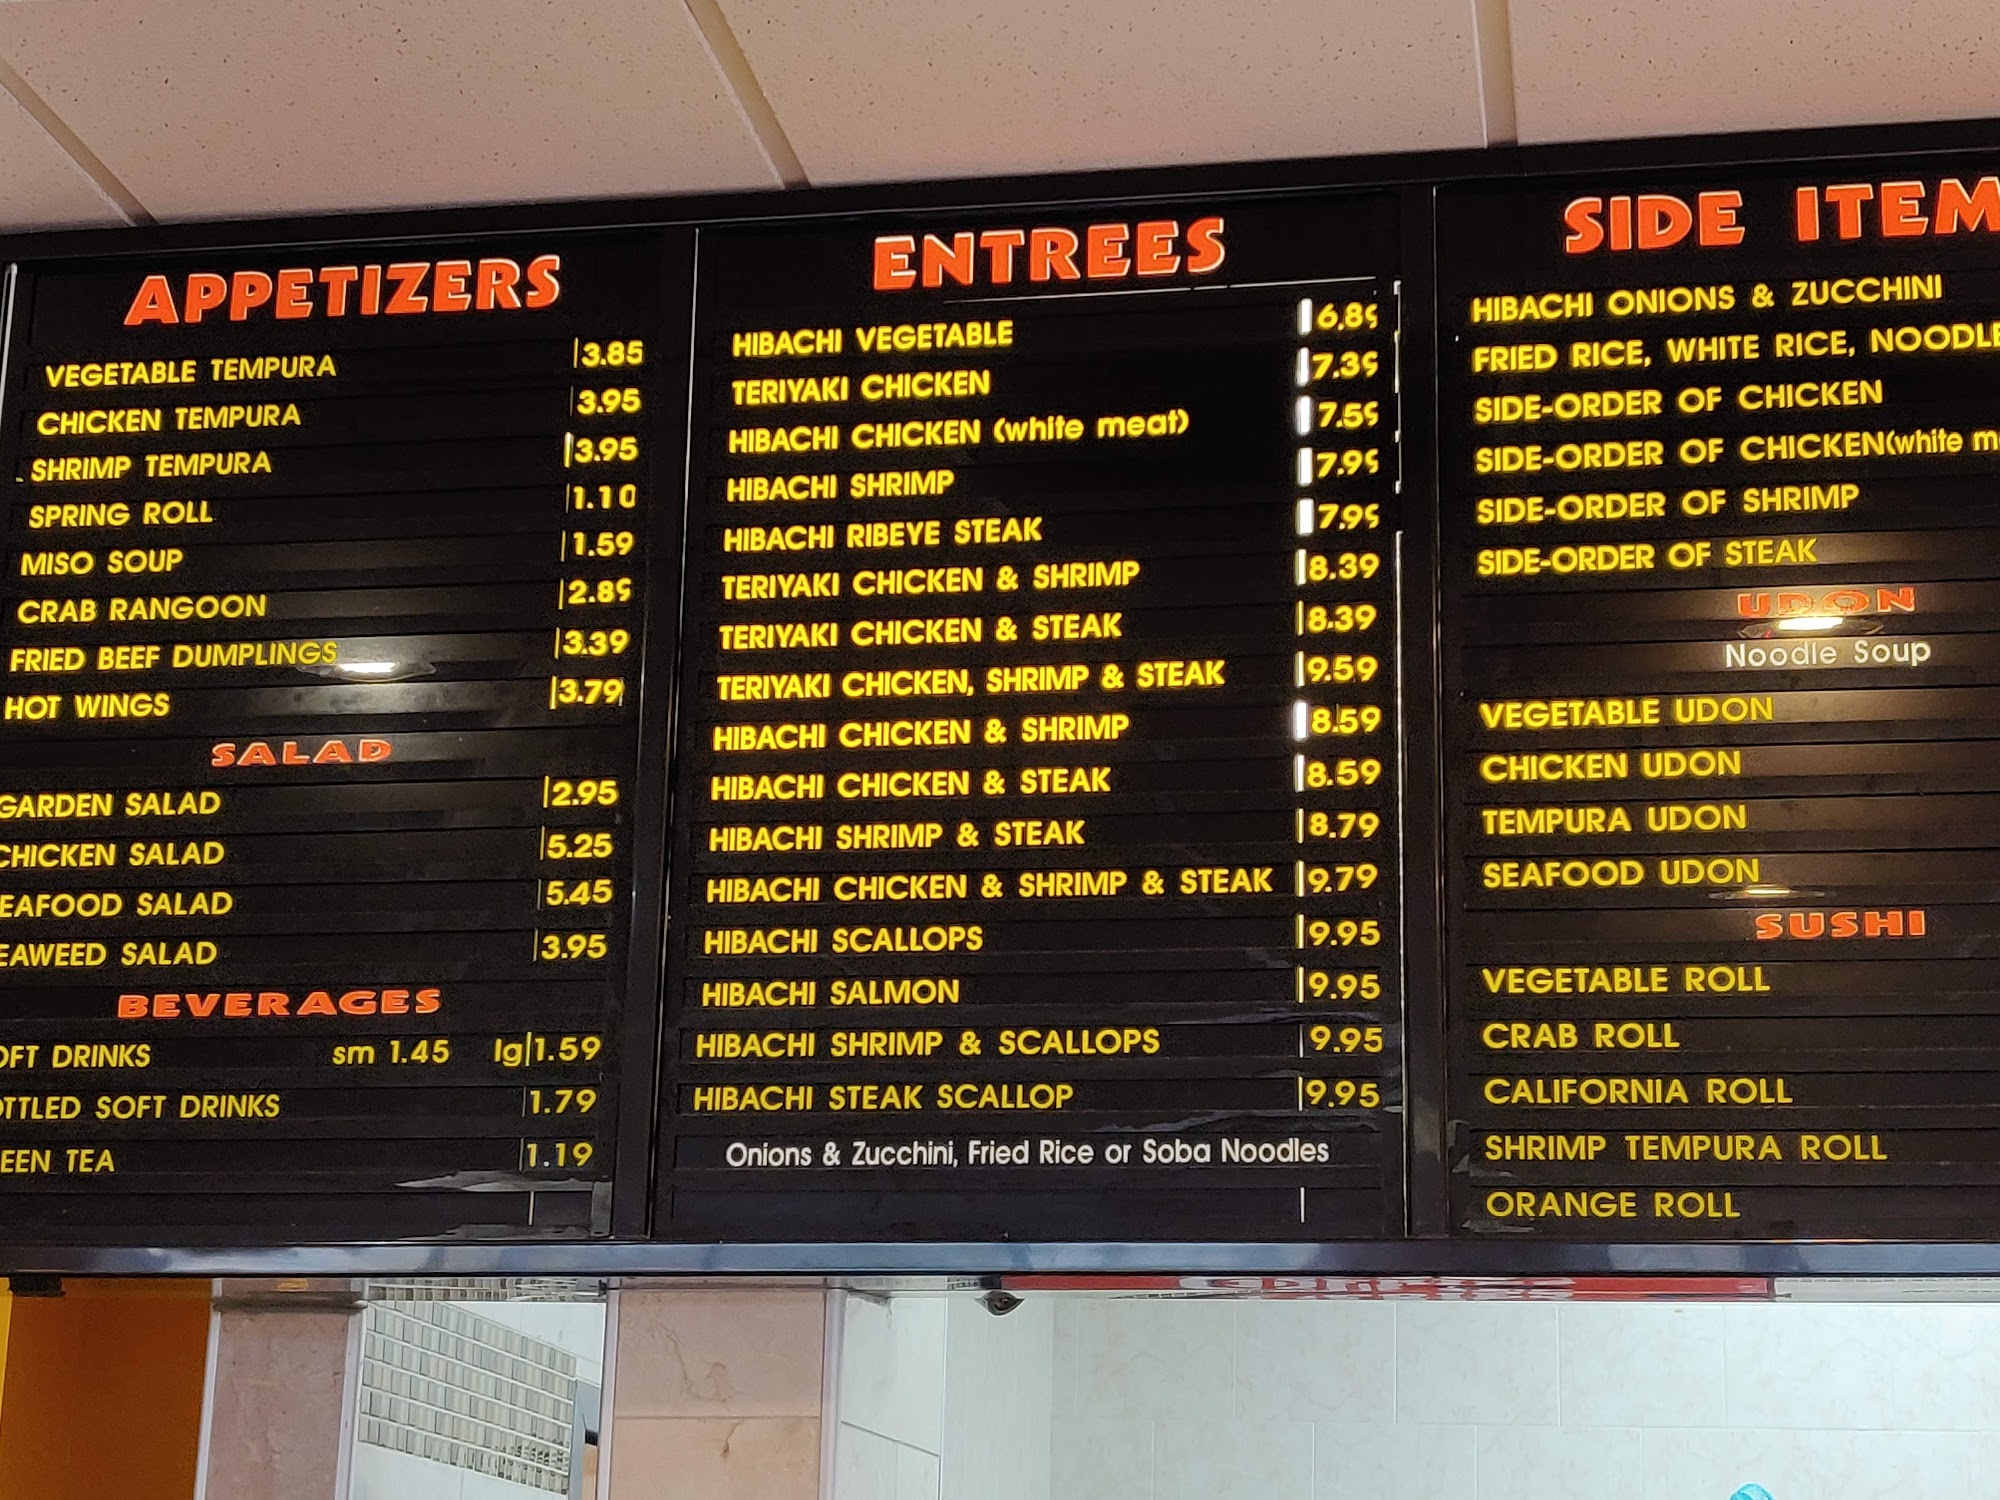 APPETIZERS
VEGETABLE TEMPURA 3.85
CHICKEN TEMPURA 3.95
SHRIMP TEMPURA 3.95
SPRING ROLL 1.10
MISO SOUP 1.59
CRAB RANGOON 2.89
FRIED BEEF DUMPLINGS 3.39
HOT WINGS 3.79
SALAD
GARDEN SALAD 2.95
CHICKEN SALAD 5.25
EAFOOD SALAD 5.45
EAWEED SALAD 3.95
BEVERAGES
OFT DRINKS sm 1.45 lg 1.59
OTTLED SOFT DRINKS 1.79
EEN TEA 1.19
ENTREES
HIBACHI VEGETABLE 6.89
TERIYAKI CHICKEN 7.39
HIBACHI CHICKEN (white meat) 7.59
HIBACHI SHRIMP 7.99
HIBACHI RIBEYE STEAK 7.99
TERIYAKI CHICKEN & SHRIMP 8.39
TERIYAKI CHICKEN & STEAK 8.39
TERIYAKI CHICKEN, SHRIMP & STEAK 9.59
HIBACHI CHICKEN & SHRIMP 8.59
HIBACHI CHICKEN & STEAK 8.59
HIBACHI SHRIMP & STEAK 8.79
HIBACHI CHICKEN & SHRIMP & STEAK 9.79
HIBACHI SCALLOPS 9.95
HIBACHI SALMON 9.95
HIBACHI SHRIMP & SCALLOPS 9.95
HIBACHI STEAK SCALLOP 9.95
Onions & Zucchini, Fried Rice or Soba Noodles
SIDE ITEM
HIBACHI ONIONS & ZUCCHINI
FRIED RICE, WHITE RICE, NOODLE
SIDE-ORDER OF CHICKEN
SIDE-ORDER OF CHICKEN(white m
SIDE-ORDER OF SHRIMP
SIDE-ORDER OF STEAK
UDON
Noodle Soup
VEGETABLE UDON
CHICKEN UDON
TEMPURA UDON
SEAFOOD UDON
SUSHI
VEGETABLE ROLL
CRAB ROLL
CALIFORNIA ROLL
SHRIMP TEMPURA ROLL
ORANGE ROLL